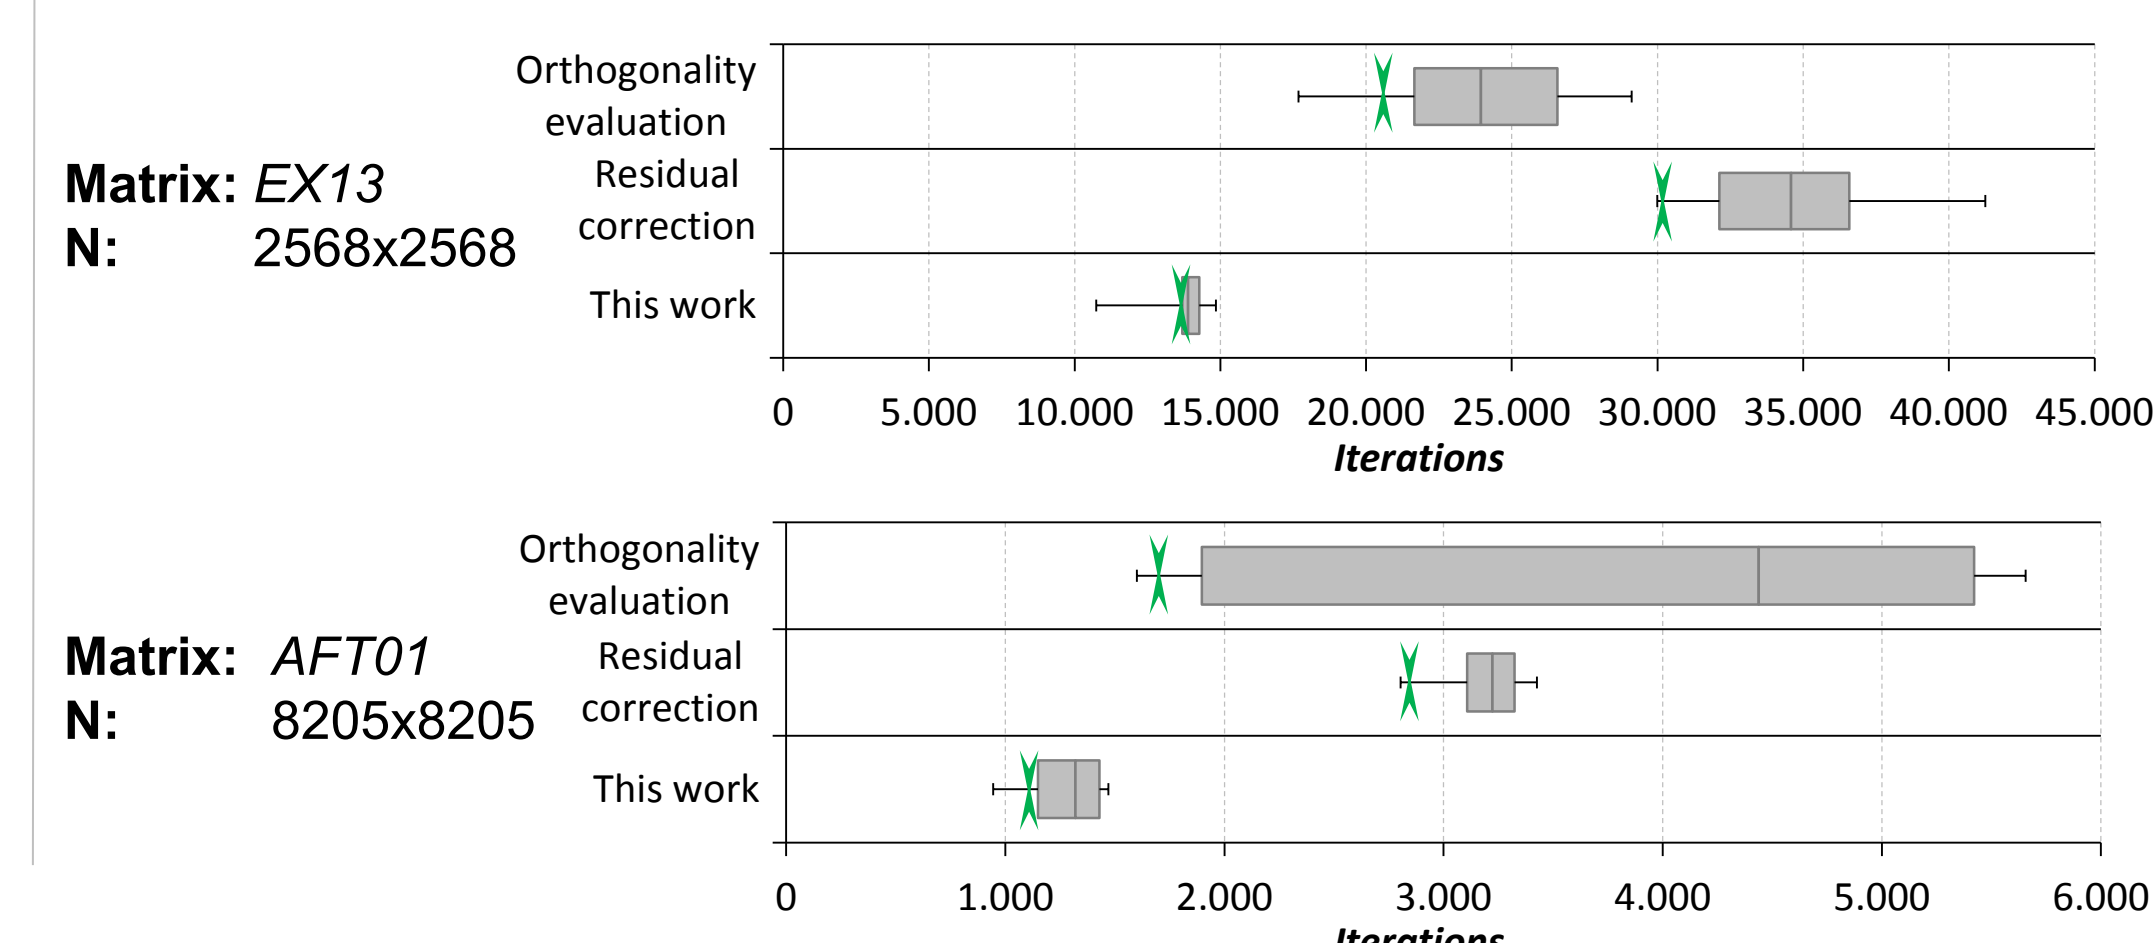 Orthogonality
evaluation
Residual
correction
This work
Matrix: EX13
N: 2568x2568
0 5.000 10.000 15.000 20.000 25.000 30.000 35.000 40.000 45.000
Iterations
Orthogonality
evaluation
Residual
correction
This work
Matrix: AFT01
N: 8205x8205
0 1.000 2.000 3.000 4.000 5.000 6.000
Iterations